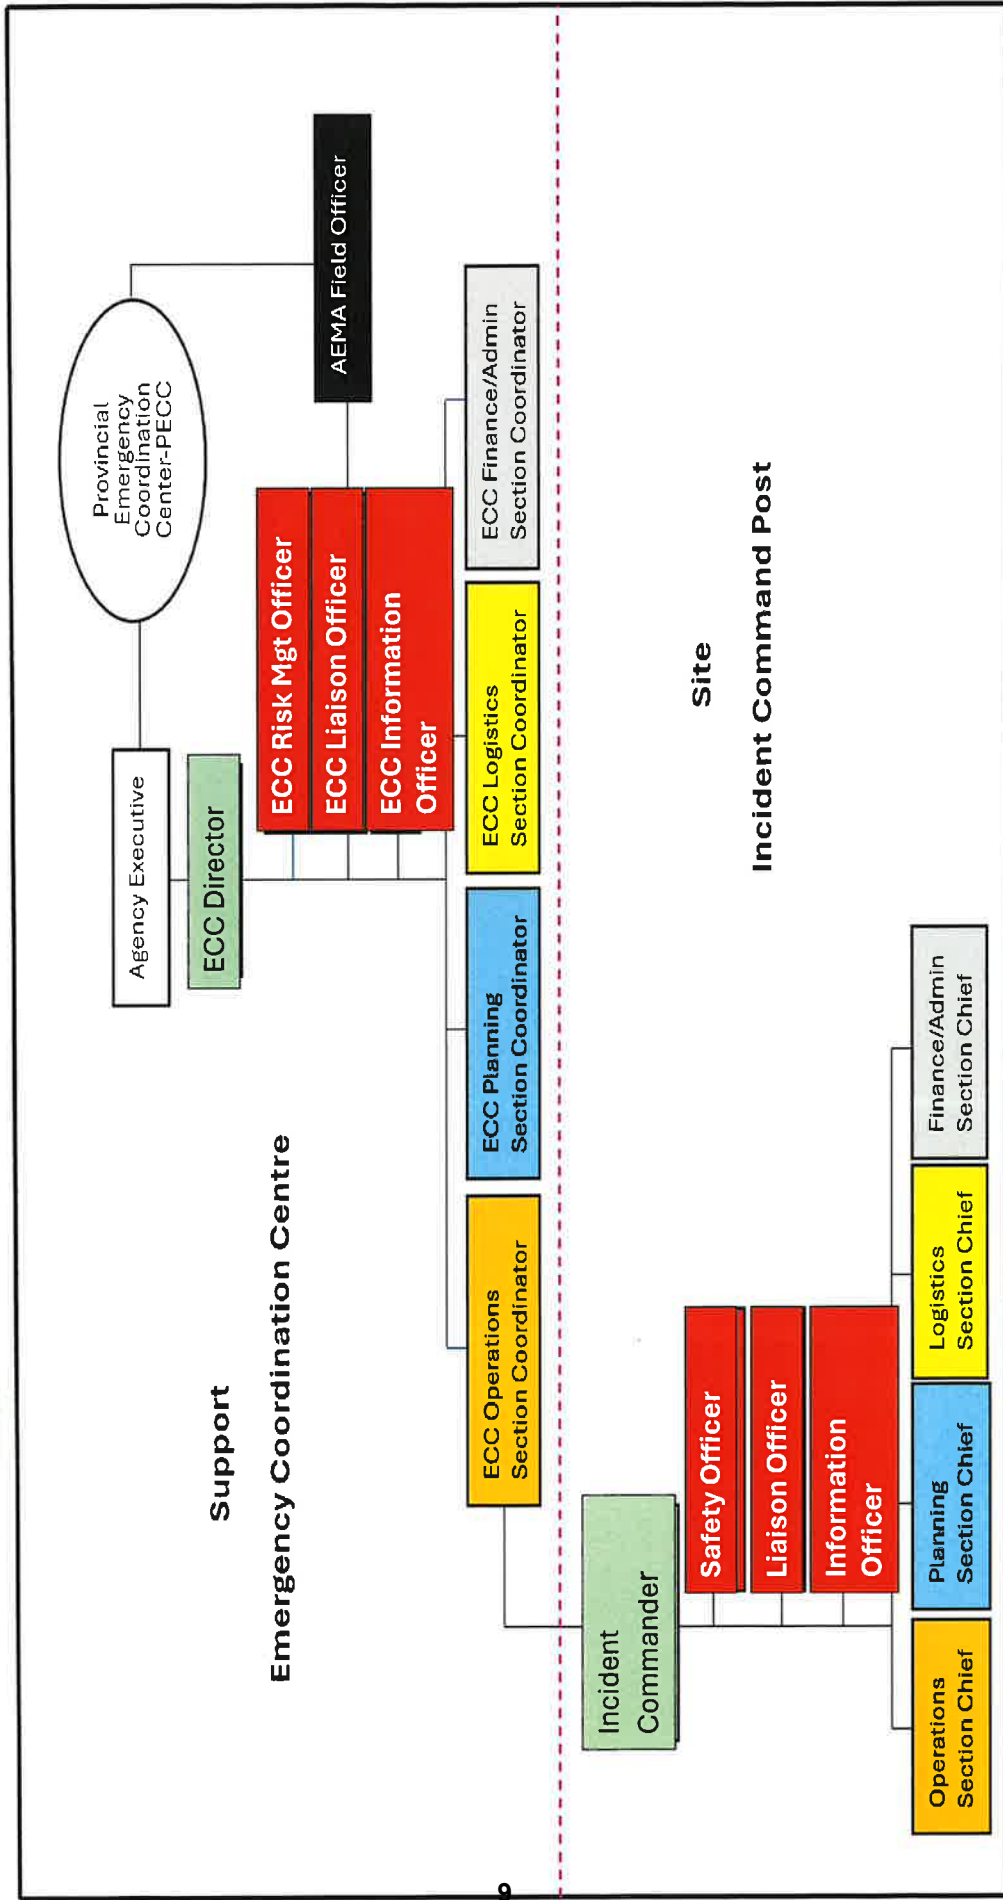 Provincial
Emergency
Coordination
Center-PECC
Agency Executive
ECC Director
AEMA Field Officer
ECC Risk Mgt Officer
ECC Liaison Officer
ECC Information
Officer
Support
Emergency Coordination Centre
ECC Operations
Section Coordinator
ECC Planning
Section Coordinator
ECC Logistics
Section Coordinator
ECC Finance/Admin
Section Coordinator
Site
Incident Command Post
Incident
Commander
Safety Officer
Liaison Officer
Information
Officer
Operations
Section Chief
Planning
Section Chief
Logistics
Section Chief
Finance/Admin
Section Chief
9